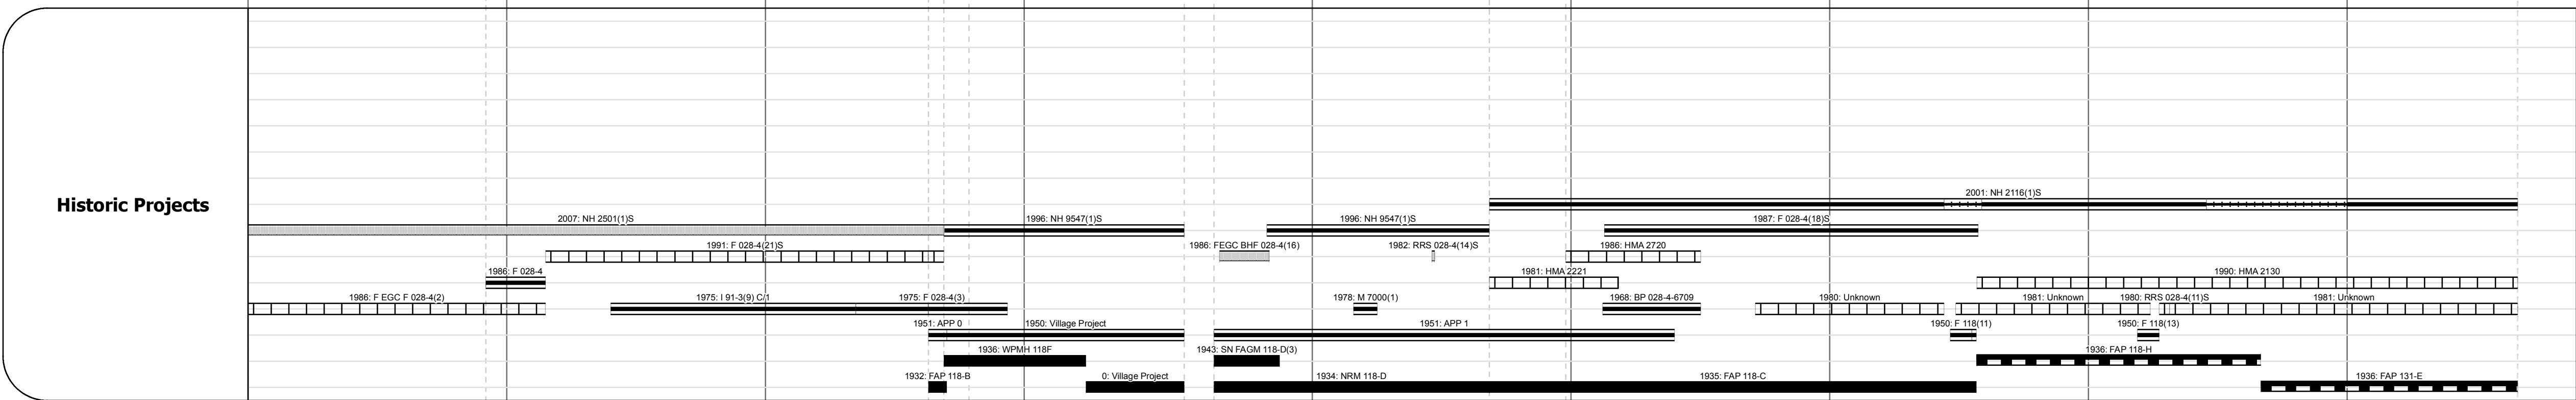 2001: NH 2116(1)S
Historic Projects
2007: NH 2501(1)S
1996: NH 9547(1)S
1996: NH 9547(1)S
1987: F 028-4(18)S
1991: F 028-4(21)S
1986: FEGC BHF 028-4(16)
1982: RRS 028-4(14)S
1986: HMA 2720
1986: F 028-4
1981: HMA 2221
1990: HMA 2130
1986: F EGC F 028-4(2)
1975: I 91-3(9) C/1
1975: F 028-4(3)
1978: M 7000(1)
1968: BP 028-4-6709
1980: Unknown
1981: Unknown
1980: RRS 028-4(11)S
1981: Unknown
1951: APP 0
1950: Village Project
1951: APP 1
1950: F 118(11)
1950: F 118(13)
1936: WPMH 118F
1943: SN FAGM 118-D(3)
1936: FAP 118-H
1932: FAP 118-B
0: Village Project
1934: NRM 118-D
1935: FAP 118-C
1936: FAP 131-E